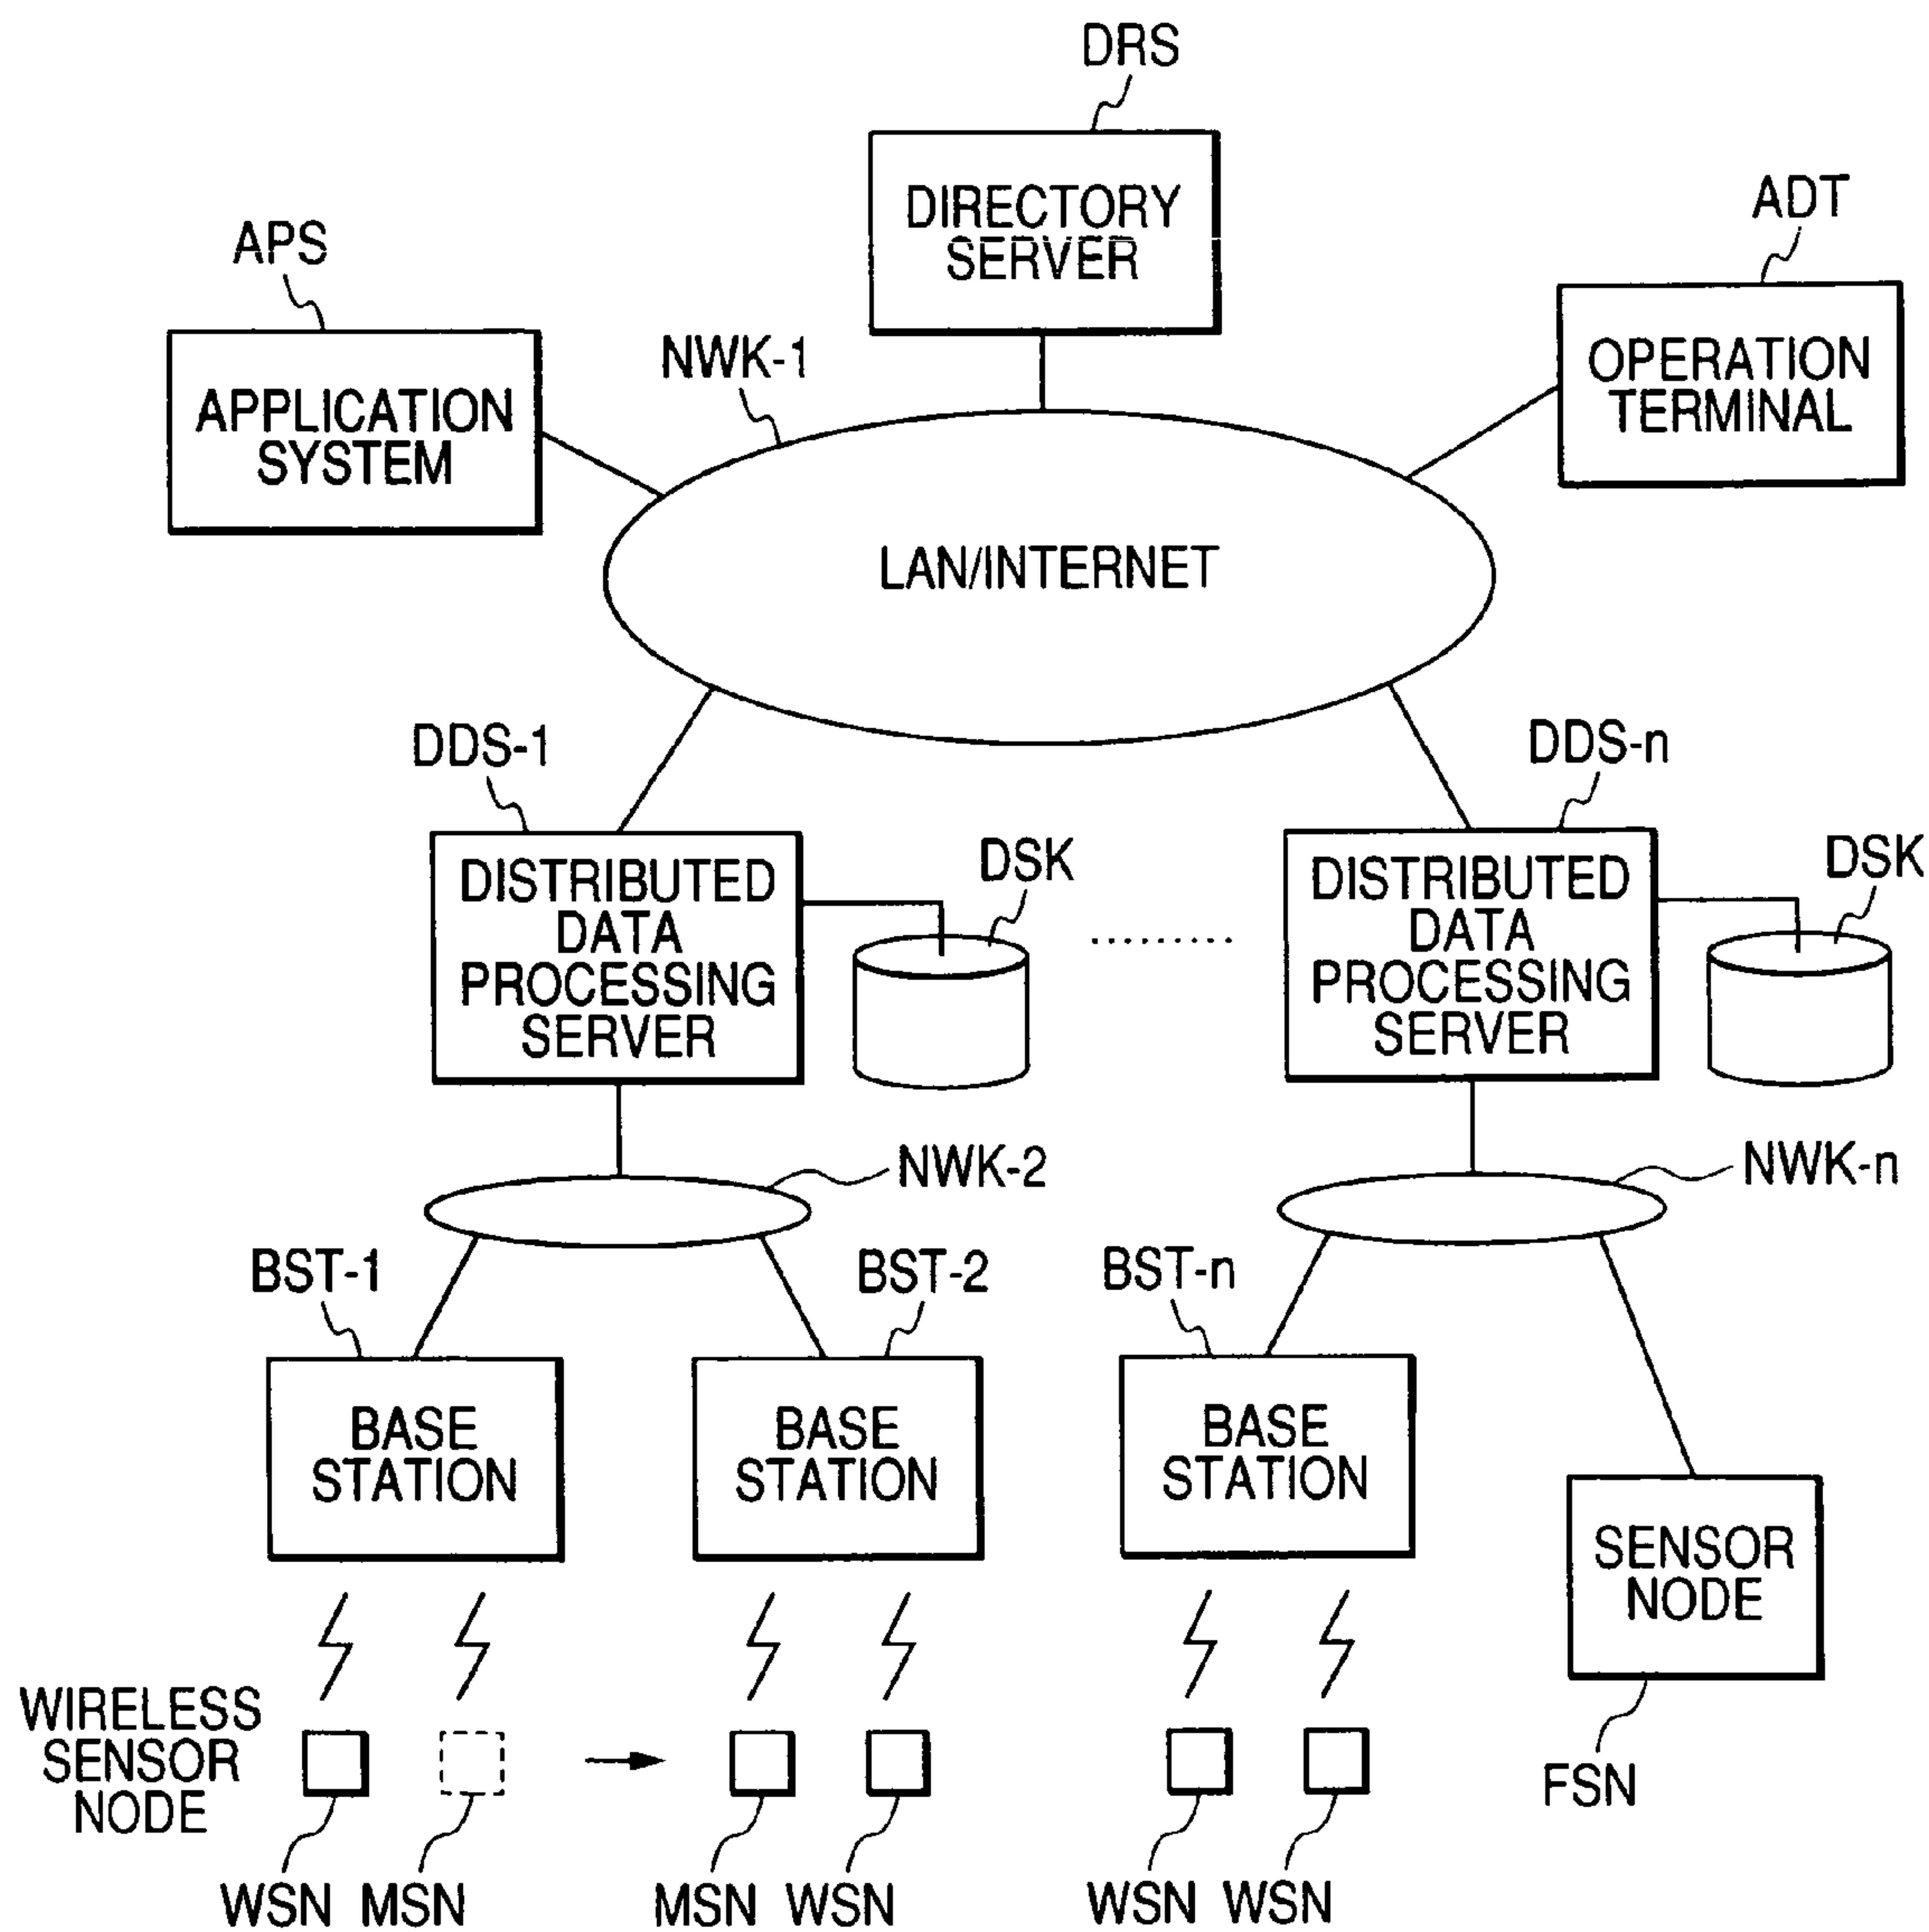 DRS
DIRECTORY
SERVER
ADT
APS
OPERATION
TERMINAL
NWK-1
APPLICATION
SYSTEM
LAN/INTERNET
DDS-1
DDS-n
DISTRIBUTED
DATA
PROCESSING
SERVER
DSK
DISTRIBUTED
DATA
PROCESSING
SERVER
DSK
NWK-2
NWK-n
BST-1
BST-2
BST-n
BASE
STATION
BASE
STATION
BASE
STATION
SENSOR
NODE
WIRELESS
SENSOR
NODE
FSN
WSN MSN
MSN WSN
WSN WSN